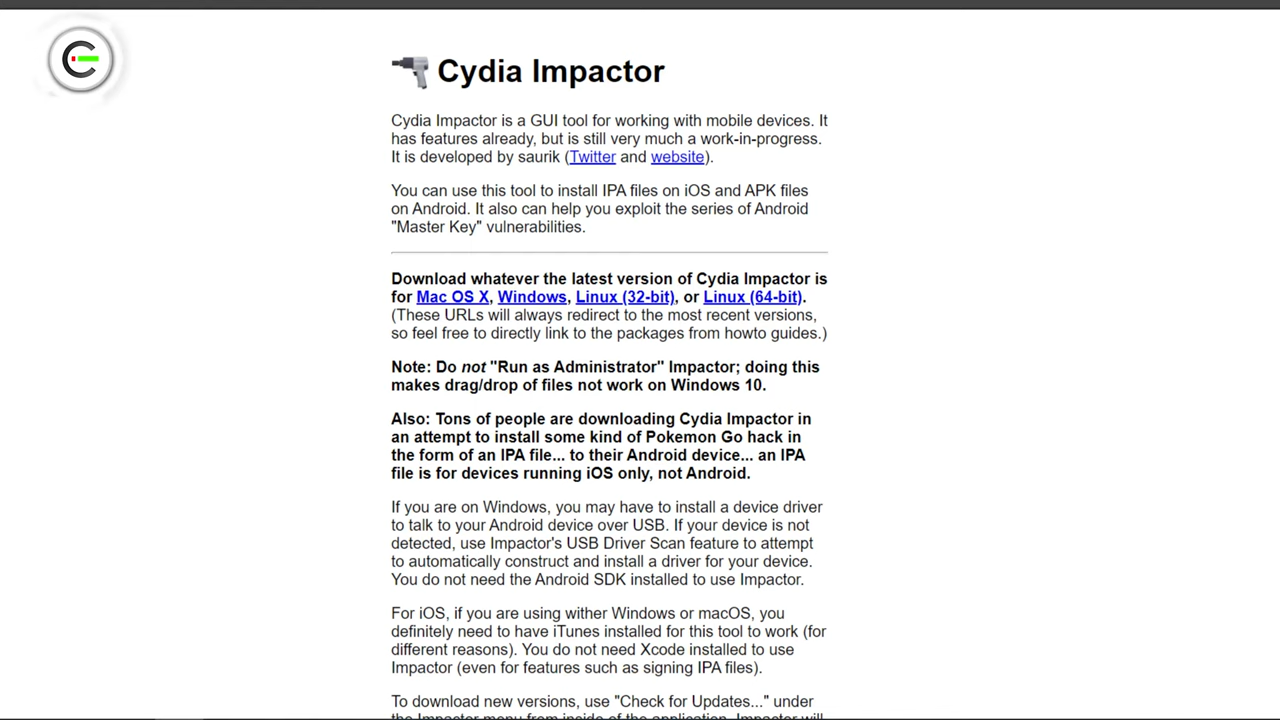 Cydia Impactor
Cydia Impactor is a GUI tool for working with mobile devices. It
has features already, but is still very much a work-in-progress.
It is developed by saurik (Twitter and website).
You can use this tool to install IPA files on iOS and APK files
on Android. It also can help you exploit the series of Android
"Master Key" vulnerabilities.
Download whatever the latest version of Cydia Impactor is
for Mac OS X, Windows, Linux (32-bit), or Linux (64-bit).
(These URLs will always redirect to the most recent versions,
so feel free to directly link to the packages from howto guides.)
Note: Do not "Run as Administrator" Impactor; doing this
makes drag/drop of files not work on Windows 10.
Also: Tons of people are downloading Cydia Impactor in
an attempt to install some kind of Pokemon Go hack in
the form of an IPA file... to their Android device... an IPA
file is for devices running iOS only, not Android.
If you are on Windows, you may have to install a device driver
to talk to your Android device over USB. If your device is not
detected, use Impactor's USB Driver Scan feature to attempt
to automatically construct and install a driver for your device.
You do not need the Android SDK installed to use Impactor.
For iOS, if you are using wither Windows or macOS, you
definitely need to have iTunes installed for this tool to work (for
different reasons). You do not need Xcode installed to use
Impactor (even for features such as signing IPA files).
To download new versions, use "Check for Updates..." under
the Impactor menu from inside of the application. Impactor will